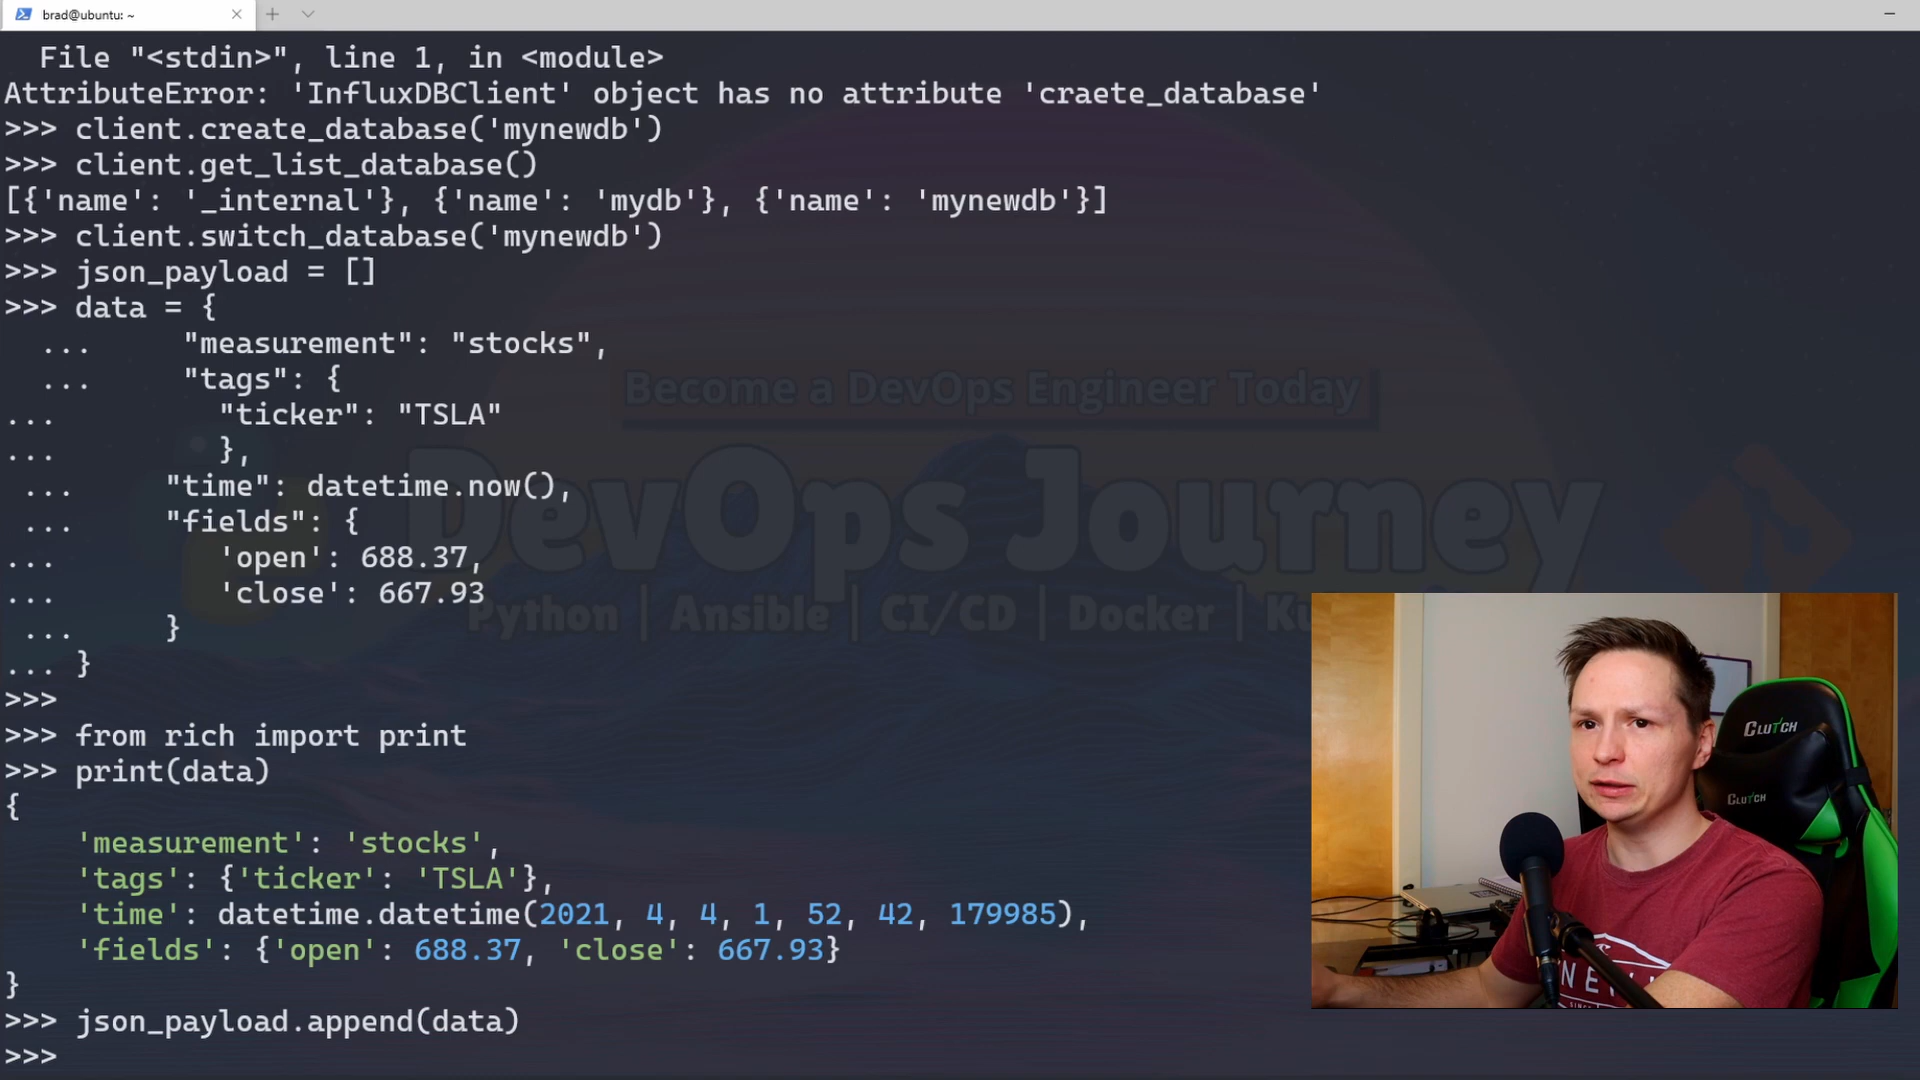 brad@ubuntu: ~
File "<stdin>", line 1, in <module>
AttributeError: 'InfluxDBClient' object has no attribute 'craete_database'
>>> client.create_database('mynewdb')
>>> client.get_list_database()
[{'name': '_internal'}, {'name': 'mydb'}, {'name': 'mynewdb'}]
>>> client.switch_database('mynewdb')
>>> json_payload = []
>>> data = {
... "measurement": "stocks",
... "tags": {
... "ticker": "TSLA"
... },
... "time": datetime.now(),
... "fields": {
... 'open': 688.37,
... 'close': 667.93
... }
... }
>>>
>>> from rich import print
>>> print(data)
{
'measurement': 'stocks',
'tags': {'ticker': 'TSLA'},
'time': datetime.datetime(2021, 4, 4, 1, 52, 42, 179985),
'fields': {'open': 688.37, 'close': 667.93}
}
>>> json_payload.append(data)
>>>
Become a DevOps Engineer Today
DevOps Journey
Python | Ansible | CI/CD | Docker |
CLUTCH
CLUTCH